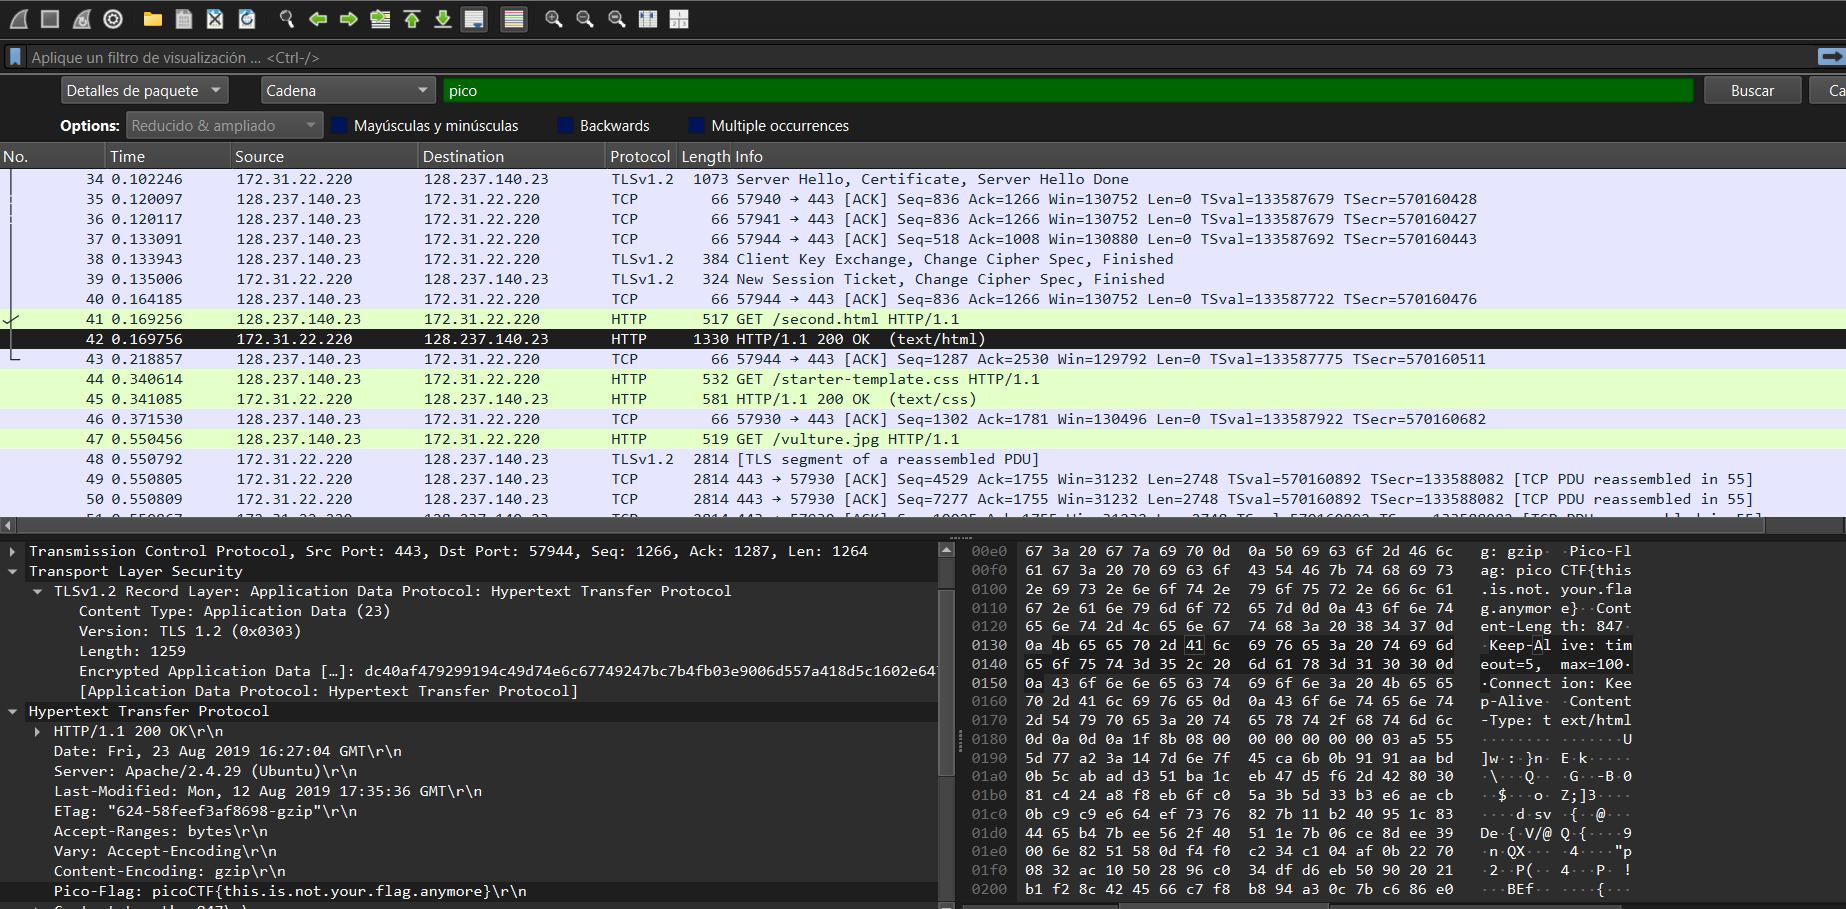 Aplique un filtro de visualización ... <Ctrl-/>
Detalles de paquete Cadena pico Buscar Ca
Options: Reducido & ampliado Mayúsculas y minúsculas Backwards Multiple occurrences
No. Time Source Destination Protocol Length Info
34 0.102246 172.31.22.220 128.237.140.23 TLSv1.2 1073 Server Hello, Certificate, Server Hello Done
35 0.120097 128.237.140.23 172.31.22.220 TCP 66 57940 → 443 [ACK] Seq=836 Ack=1266 Win=130752 Len=0 TSval=133587679 TSecr=570160428
36 0.120117 128.237.140.23 172.31.22.220 TCP 66 57941 → 443 [ACK] Seq=836 Ack=1266 Win=130752 Len=0 TSval=133587679 TSecr=570160427
37 0.133091 128.237.140.23 172.31.22.220 TCP 66 57944 → 443 [ACK] Seq=518 Ack=1008 Win=130880 Len=0 TSval=133587692 TSecr=570160443
38 0.133943 128.237.140.23 172.31.22.220 TLSv1.2 384 Client Key Exchange, Change Cipher Spec, Finished
39 0.135006 172.31.22.220 128.237.140.23 TLSv1.2 324 New Session Ticket, Change Cipher Spec, Finished
40 0.164185 128.237.140.23 172.31.22.220 TCP 66 57944 → 443 [ACK] Seq=836 Ack=1266 Win=130752 Len=0 TSval=133587722 TSecr=570160476
41 0.169256 128.237.140.23 172.31.22.220 HTTP 517 GET /second.html HTTP/1.1
42 0.169756 172.31.22.220 128.237.140.23 HTTP 1330 HTTP/1.1 200 OK (text/html)
43 0.218857 128.237.140.23 172.31.22.220 TCP 66 57944 → 443 [ACK] Seq=1287 Ack=2530 Win=129792 Len=0 TSval=133587775 TSecr=570160511
44 0.340614 128.237.140.23 172.31.22.220 HTTP 532 GET /starter-template.css HTTP/1.1
45 0.341085 172.31.22.220 128.237.140.23 HTTP 581 HTTP/1.1 200 OK (text/css)
46 0.371530 128.237.140.23 172.31.22.220 TCP 66 57930 → 443 [ACK] Seq=1302 Ack=1781 Win=130496 Len=0 TSval=133587922 TSecr=570160682
47 0.550456 128.237.140.23 172.31.22.220 HTTP 519 GET /vulture.jpg HTTP/1.1
48 0.550792 172.31.22.220 128.237.140.23 TLSv1.2 2814 [TLS segment of a reassembled PDU]
49 0.550805 172.31.22.220 128.237.140.23 TCP 2814 443 → 57930 [ACK] Seq=4529 Ack=1755 Win=31232 Len=2748 TSval=570160892 TSecr=133588082 [TCP PDU reassembled in 55]
50 0.550809 172.31.22.220 128.237.140.23 TCP 2814 443 → 57930 [ACK] Seq=7277 Ack=1755 Win=31232 Len=2748 TSval=570160892 TSecr=133588082 [TCP PDU reassembled in 55]
Transmission Control Protocol, Src Port: 443, Dst Port: 57944, Seq: 1266, Ack: 1287, Len: 1264
Transport Layer Security
TLSv1.2 Record Layer: Application Data Protocol: Hypertext Transfer Protocol
Content Type: Application Data (23)
Version: TLS 1.2 (0x0303)
Length: 1259
Encrypted Application Data […]: dc40af479299194c49d74e6c67749247bc7b4fb03e9006d557a418d5c1602e64
[Application Data Protocol: Hypertext Transfer Protocol]
Hypertext Transfer Protocol
HTTP/1.1 200 OK\r\n
Date: Fri, 23 Aug 2019 16:27:04 GMT\r\n
Server: Apache/2.4.29 (Ubuntu)\r\n
Last-Modified: Mon, 12 Aug 2019 17:35:36 GMT\r\n
ETag: "624-58feef3af8698-gzip"\r\n
Accept-Ranges: bytes\r\n
Vary: Accept-Encoding\r\n
Content-Encoding: gzip\r\n
Pico-Flag: picoCTF{this.is.not.your.flag.anymore}\r\n
00e0 67 3a 20 67 7a 69 70 0d 0a 50 69 63 6f 2d 46 6c g: gzip· ·Pico-Fl
00f0 61 67 3a 20 70 69 63 6f 43 54 46 7b 74 68 69 73 ag: pico CTF{this
0100 2e 69 73 2e 6e 6f 74 2e 79 6f 75 72 2e 66 6c 61 .is.not. your.fla
0110 67 2e 61 6e 79 6d 6f 72 65 7d 0d 0a 43 6f 6e 74 g.anymor e}··Cont
0120 65 6e 74 2d 4c 65 6e 67 74 68 3a 20 38 34 37 0d ent-Leng th: 847·
0130 0a 4b 65 65 70 2d 41 6c 69 76 65 3a 20 74 69 6d ·Keep-Al ive: tim
0140 65 6f 75 74 3d 35 2c 20 6d 61 78 3d 31 30 30 0d eout=5, max=100·
0150 0a 43 6f 6e 6e 65 63 74 69 6f 6e 3a 20 4b 65 65 ·Connect ion: Kee
0160 70 2d 41 6c 69 76 65 0d 0a 43 6f 6e 74 65 6e 74 p-Alive· ·Content
0170 2d 54 79 70 65 3a 20 74 65 78 74 2f 68 74 6d 6c -Type: t ext/html
0180 0d 0a 0d 0a 1f 8b 08 00 00 00 00 00 00 03 a5 55 ········ ·······U
0190 5d 77 a2 3a 14 7d 6e 7f 45 ca 6b 0b 91 91 aa bd ]w·:·}n· E·k·····
01a0 0b 5c ab ad d3 51 ba 1c eb 47 d5 f6 2d 42 80 30 ·\···Q·· ·G··-B·0
01b0 81 c4 24 a8 f8 eb 6f c0 5a 3b 5d 33 b3 e6 ae cb ··$···o· Z;]3····
01c0 0b c9 c9 e6 64 ef 73 76 82 7b 11 b2 40 95 1c 83 ····d·sv ·{··@···
01d0 44 65 b4 7b ee 56 2f 40 51 1e 7b 06 ce 8d ee 39 De·{·V/@ Q·{····9
01e0 00 6e 82 51 58 0d f4 f0 c2 34 c1 04 af 0b 22 70 ·n·QX··· ·4····"p
01f0 08 32 ac 10 50 28 96 c0 34 df d6 eb 50 90 20 21 ·2··P(·· 4···P· !
0200 b1 f2 8c 42 45 66 c7 f8 b8 94 a3 0c 7b c6 86 e0 ···BEf·· ····{···